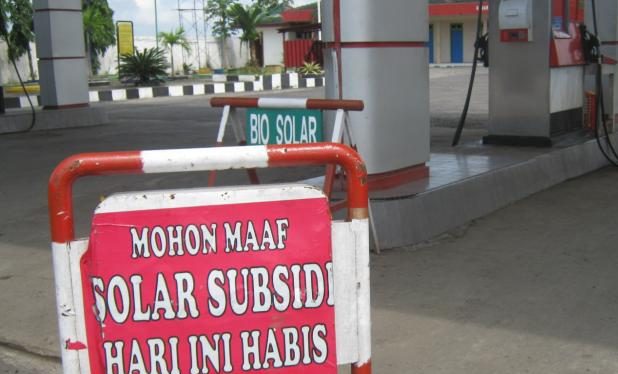 BIO SOLAR
MOHON MAAF
SOLAR SUBSIDI
HARI INI HABIS